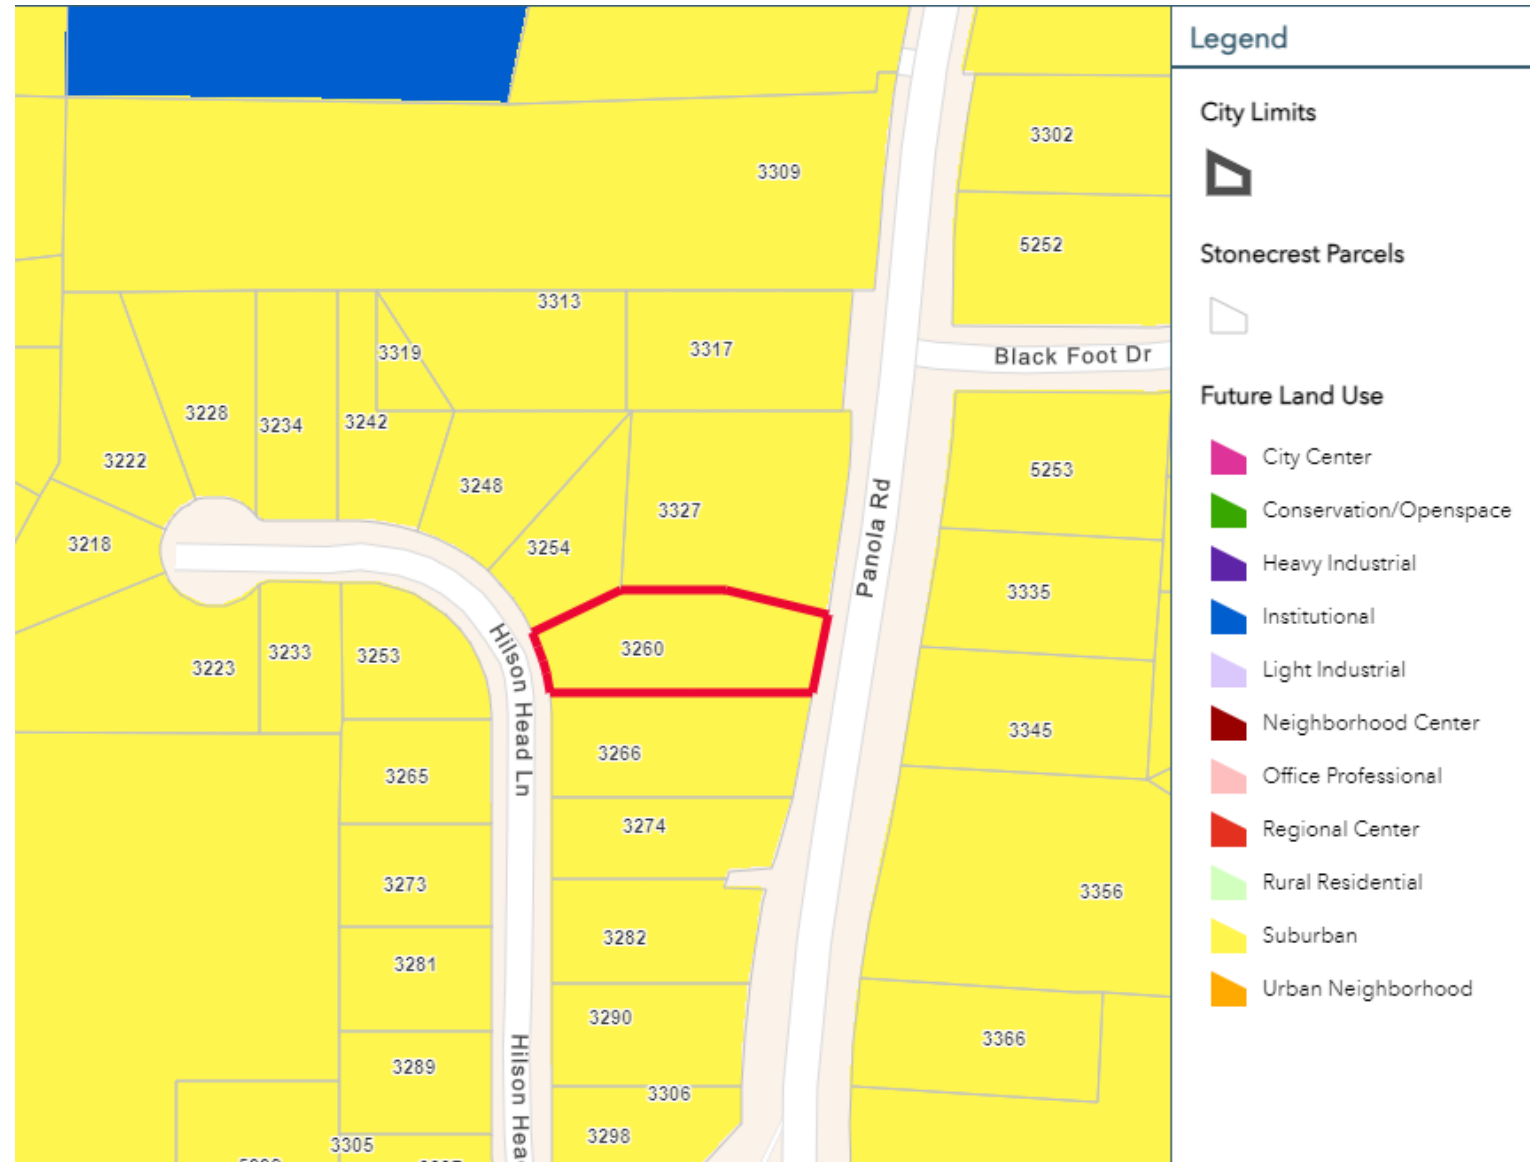 3309
3302
5252
3313
3319
3317
Black Foot Dr
3228
3234
3242
3222
3248
3327
3254
3218
Panola Rd
5253
3335
3260
3223
3233
3253
Hilson Head Ln
3266
3345
3265
3274
3273
3356
3282
3281
3290
3366
3289
3306
Hilson Hea
3298
3305
Legend
City Limits
Stonecrest Parcels
Future Land Use
City Center
Conservation/Openspace
Heavy Industrial
Institutional
Light Industrial
Neighborhood Center
Office Professional
Regional Center
Rural Residential
Suburban
Urban Neighborhood